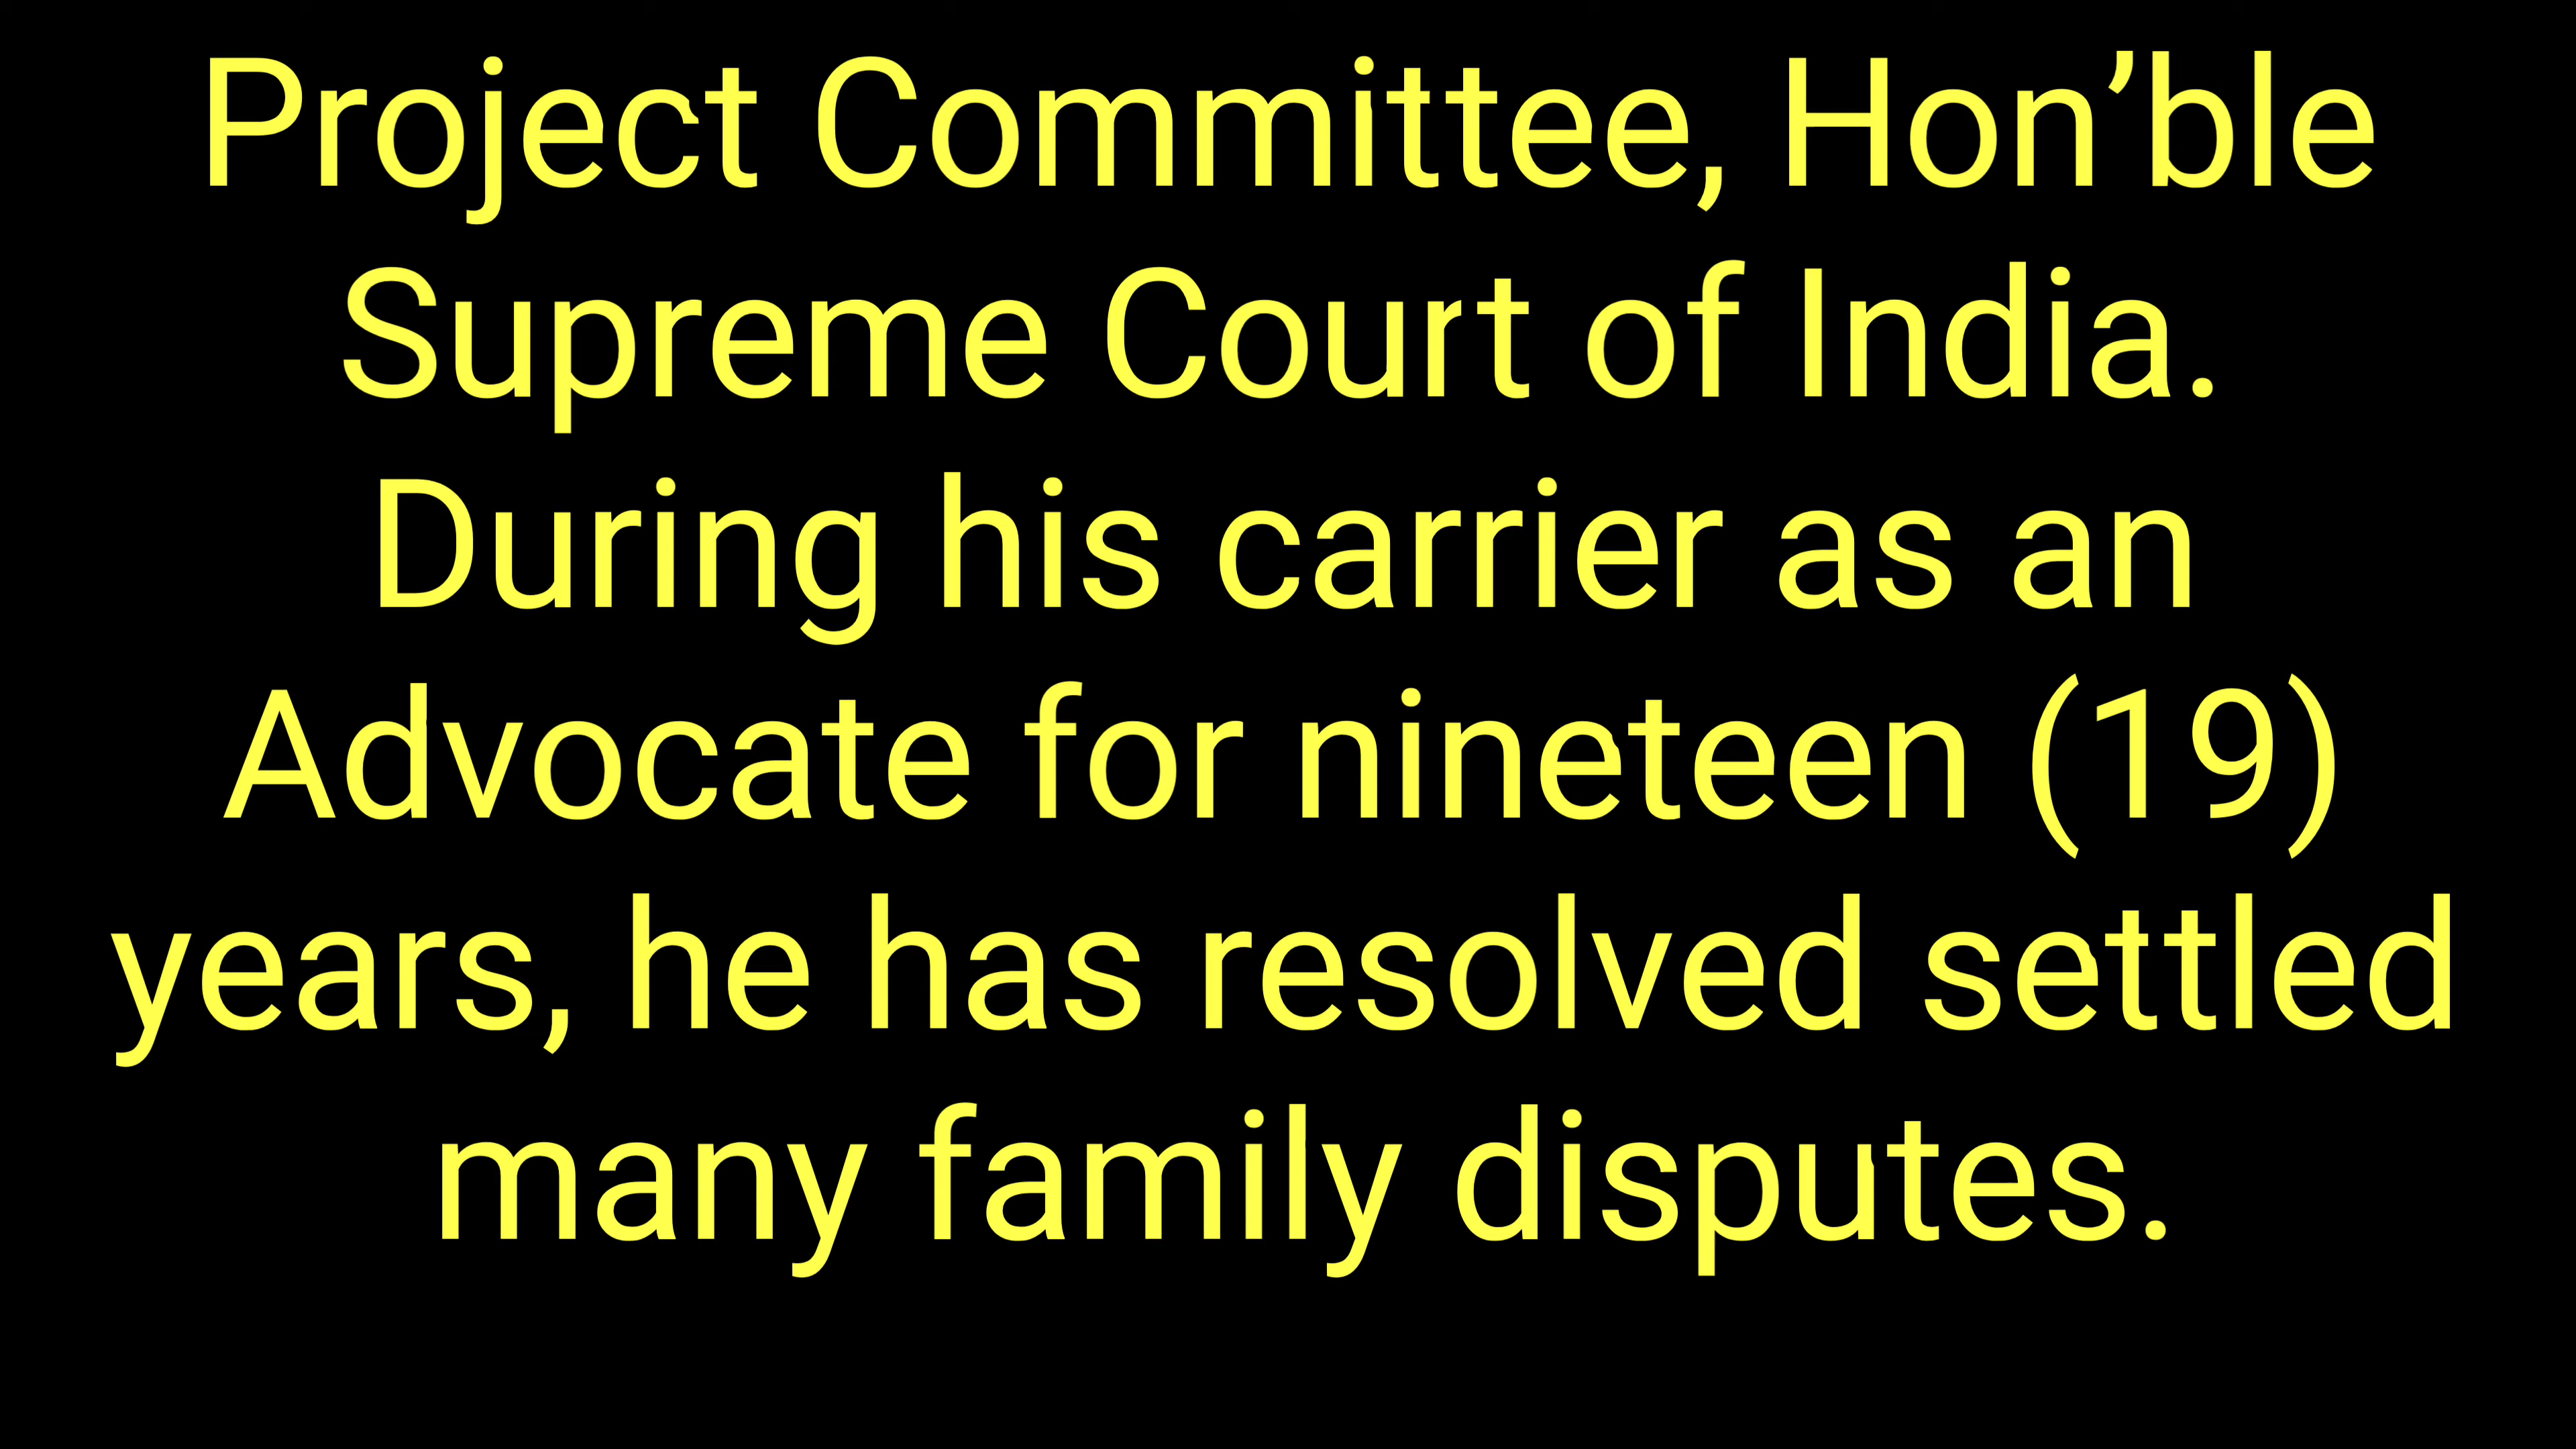 Project Committee, Hon’ble
Supreme Court of India.
During his carrier as an
Advocate for nineteen (19)
years, he has resolved settled
many family disputes.